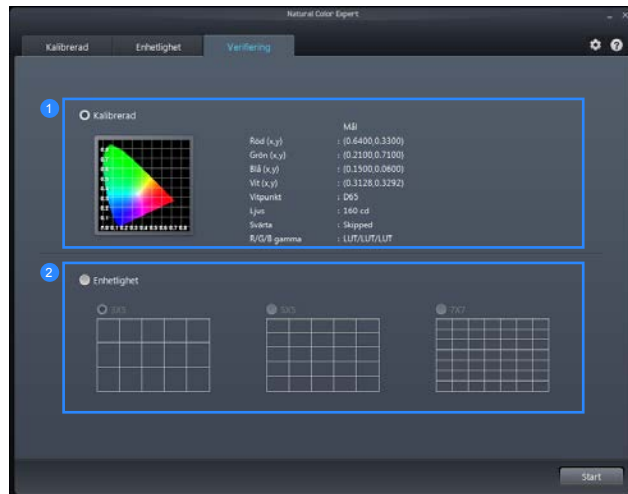 Natural Color Expert
Kalibrerad Enhetlighet Verifiering
1
Kalibrerad
Mål
Röd (x,y) : (0.6400,0.3300)
Grön (x,y) : (0.2100,0.7100)
Blå (x,y) : (0.1500,0.0600)
Vit (x,y) : (0.3128,0.3292)
Vitpunkt : D65
Ljus : 160 cd
Svärta : Skipped
R/G/B gamma : LUT/LUT/LUT
2
Enhetlighet
3X5 5X5 7X7
Start